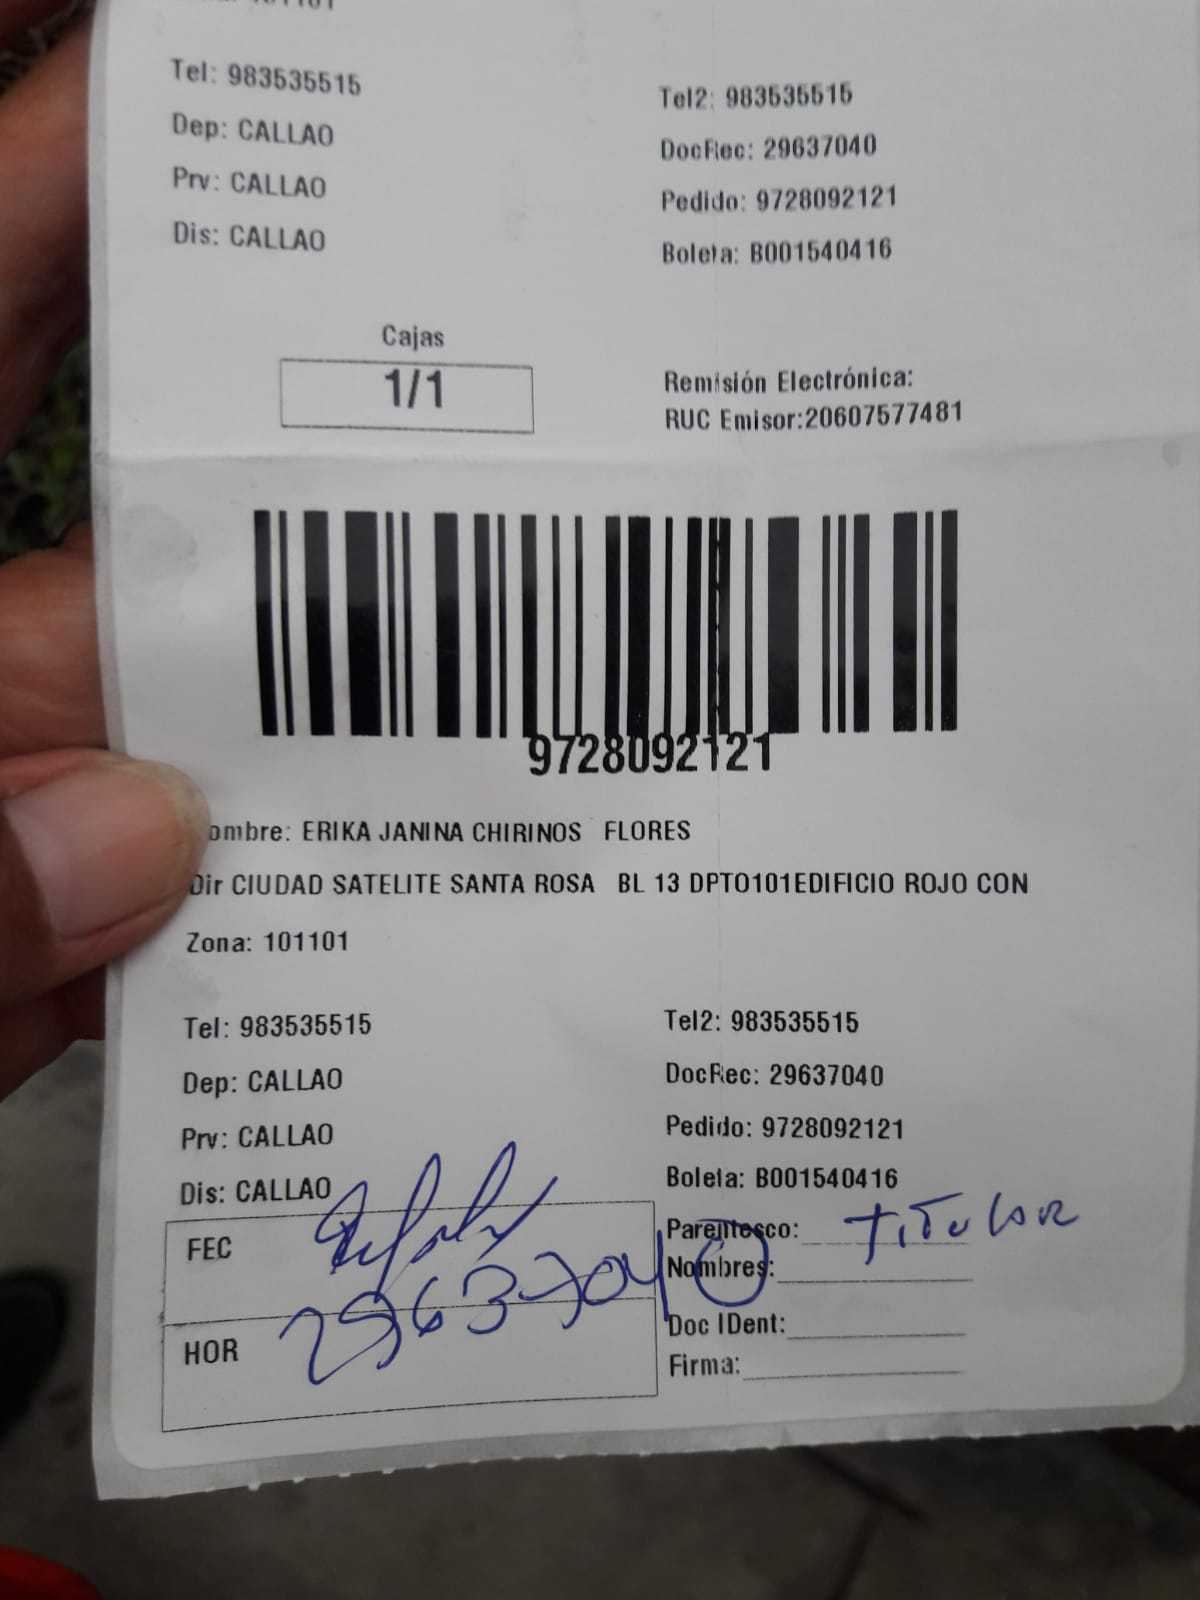 Tel: 983535515
Tel2: 983535515
Dep: CALLAO
DocRec: 29637040
Prv: CALLAO
Pedido: 9728092121
Dis: CALLAO
Boleta: B001540416
Cajas
1/1
Remisión Electrónica:
RUC Emisor:20607577481
9728092121
ombre: ERIKA JANINA CHIRINOS FLORES
Dir CIUDAD SATELITE SANTA ROSA BL 13 DPTO101EDIFICIO ROJO CON
Zona: 101101
Tel: 983535515
Tel2: 983535515
Dep: CALLAO
DocRec: 29637040
Prv: CALLAO
Pedido: 9728092121
Dis: CALLAO
Boleta: B001540416
FEC
Parentesco: TITULAR
Nombres:
29637040
HOR
Doc IDent:
Firma: